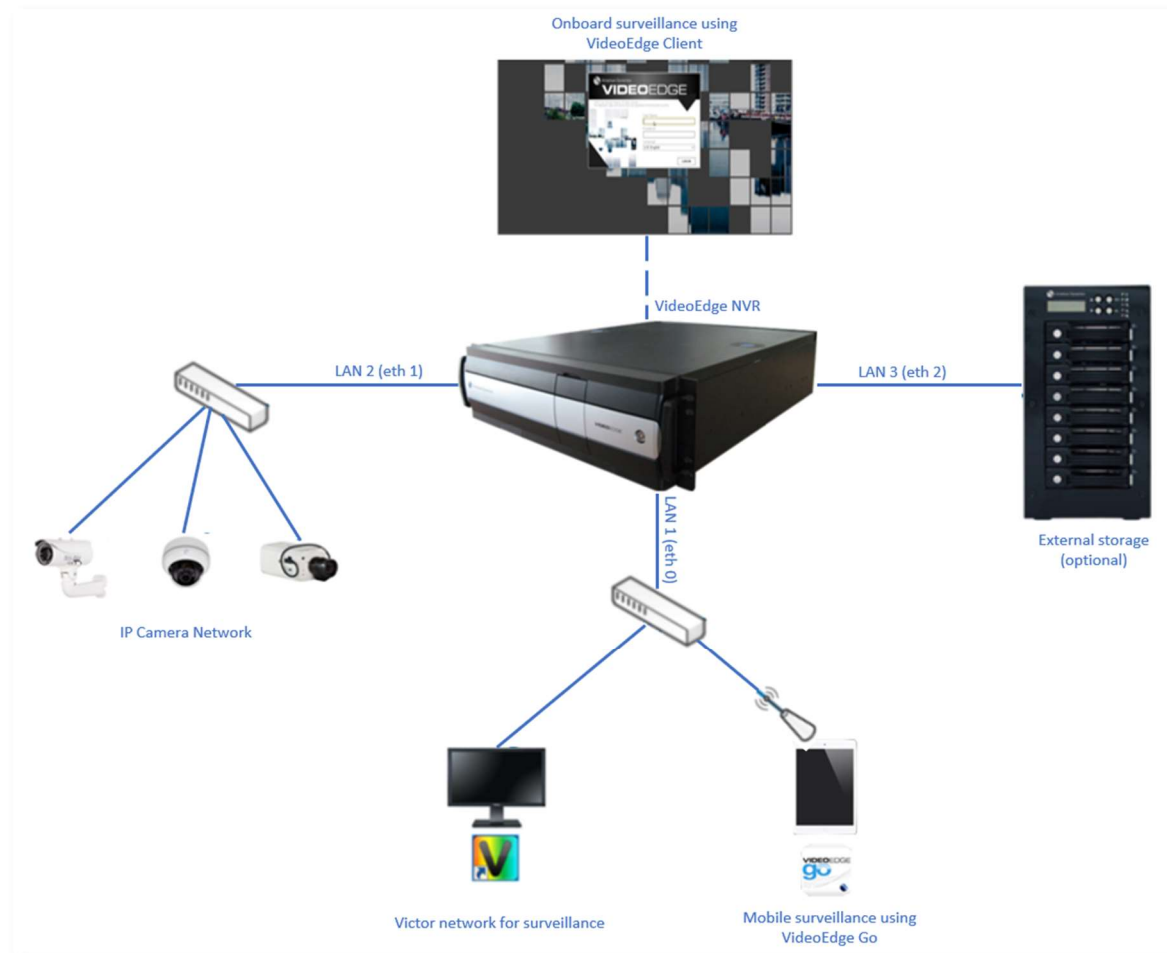 Onboard surveillance using
VideoEdge Client
VIDEOEDGE
VideoEdge NVR
LAN 2 (eth 1)
LAN 3 (eth 2)
VIDEOEDGE
LAN 1 (eth 0)
External storage
(optional)
IP Camera Network
V
VIDEOEDGE
go
Victor network for surveillance
Mobile surveillance using
VideoEdge Go